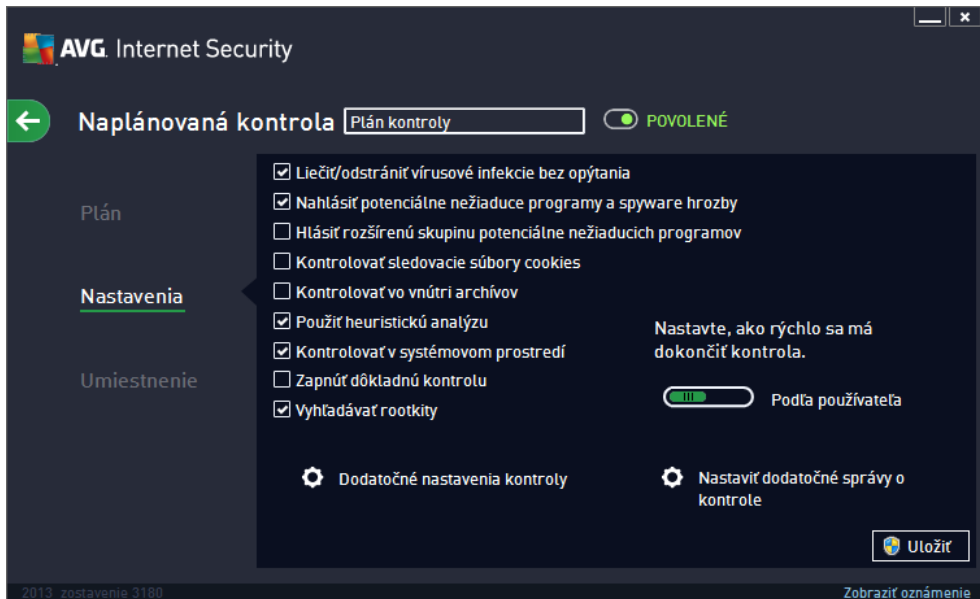 AVG. Internet Security
Naplánovaná kontrola
Plán kontroly
POVOLENÉ
Plán
Nastavenia
Umiestnenie
Liečiť/odstrániť vírusové infekcie bez opýtania
Nahlásiť potenciálne nežiaduce programy a spyware hrozby
Hlásiť rozšírenú skupinu potenciálne nežiaducich programov
Kontrolovať sledovacie súbory cookies
Kontrolovať vo vnútri archívov
Použiť heuristickú analýzu
Kontrolovať v systémovom prostredí
Zapnúť dôkladnú kontrolu
Vyhľadávať rootkity
Nastavte, ako rýchlo sa má
dokončiť kontrola.
Podľa používateľa
Dodatočné nastavenia kontroly
Nastaviť dodatočné správy o
kontrole
Uložiť
2013 zostavenie 3180
Zobraziť oznámenie